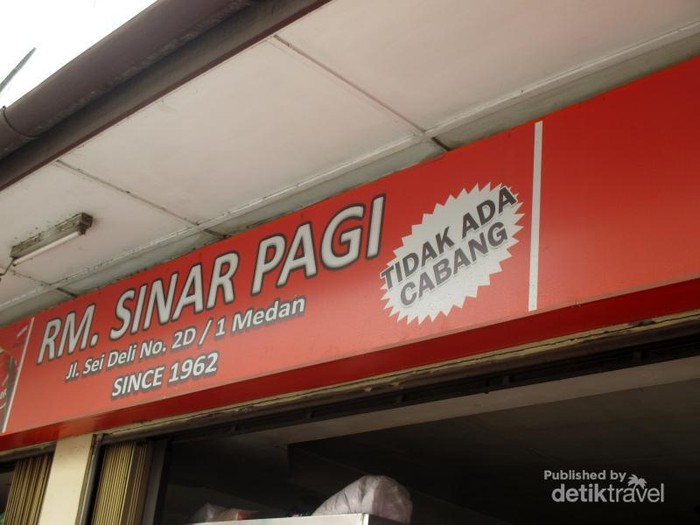 RM. SINAR PAGI
Jl. Sei Deli No. 2D / 1 Medan
SINCE 1962
TIDAK ADA
CABANG
Published by
detiktravel